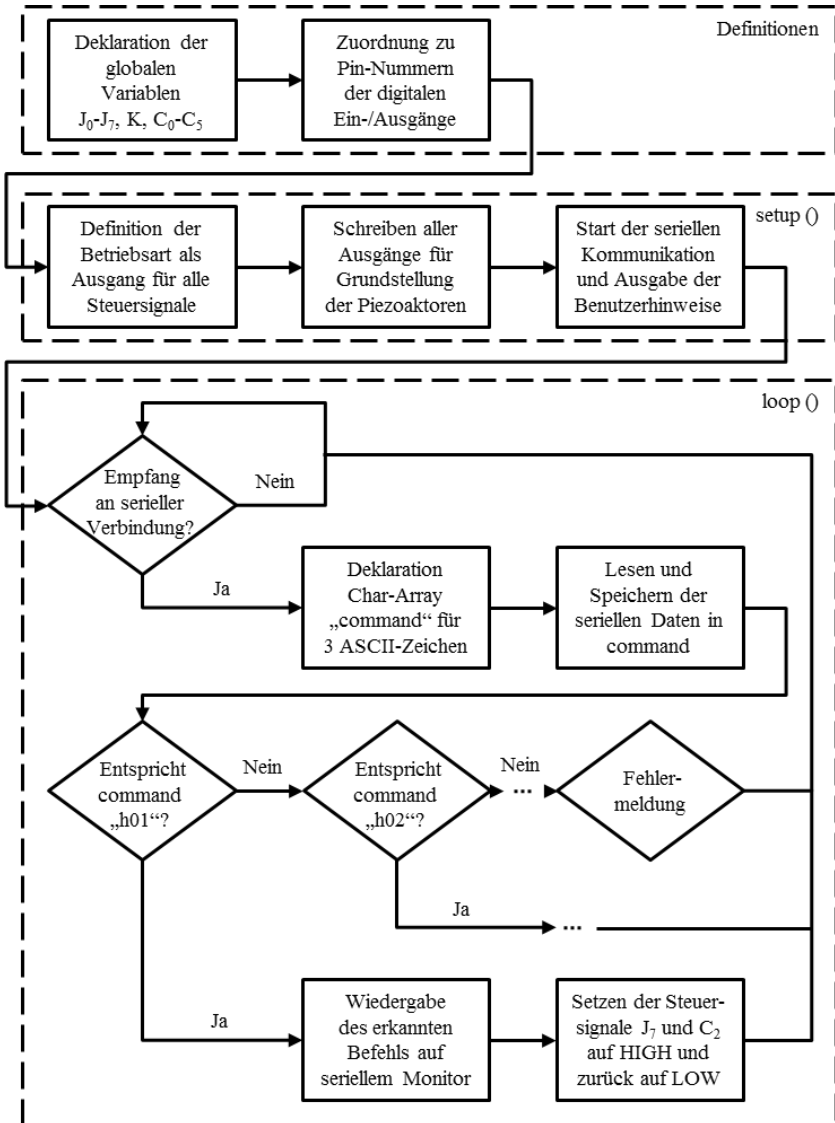 Definitionen
Deklaration der
globalen
Variablen
J₀-J₇, K, C₀-C₅
Zuordnung zu
Pin-Nummern
der digitalen
Ein-/Ausgänge
setup ()
Definition der
Betriebsart als
Ausgang für alle
Steuersignale
Schreiben aller
Ausgänge für
Grundstellung
der Piezoaktoren
Start der seriellen
Kommunikation
und Ausgabe der
Benutzerhinweise
loop ()
Empfang
an serieller
Verbindung?
Nein
Ja
Deklaration
Char-Array
„command“ für
3 ASCII-Zeichen
Lesen und
Speichern der
seriellen Daten in
command
Entspricht
command
„h01“?
Nein
Entspricht
command
„h02“?
Nein
...
Fehler-
meldung
Ja
...
Ja
Wiedergabe
des erkannten
Befehls auf
seriellem Monitor
Setzen der Steuer-
signale J₇ und C₂
auf HIGH und
zurück auf LOW